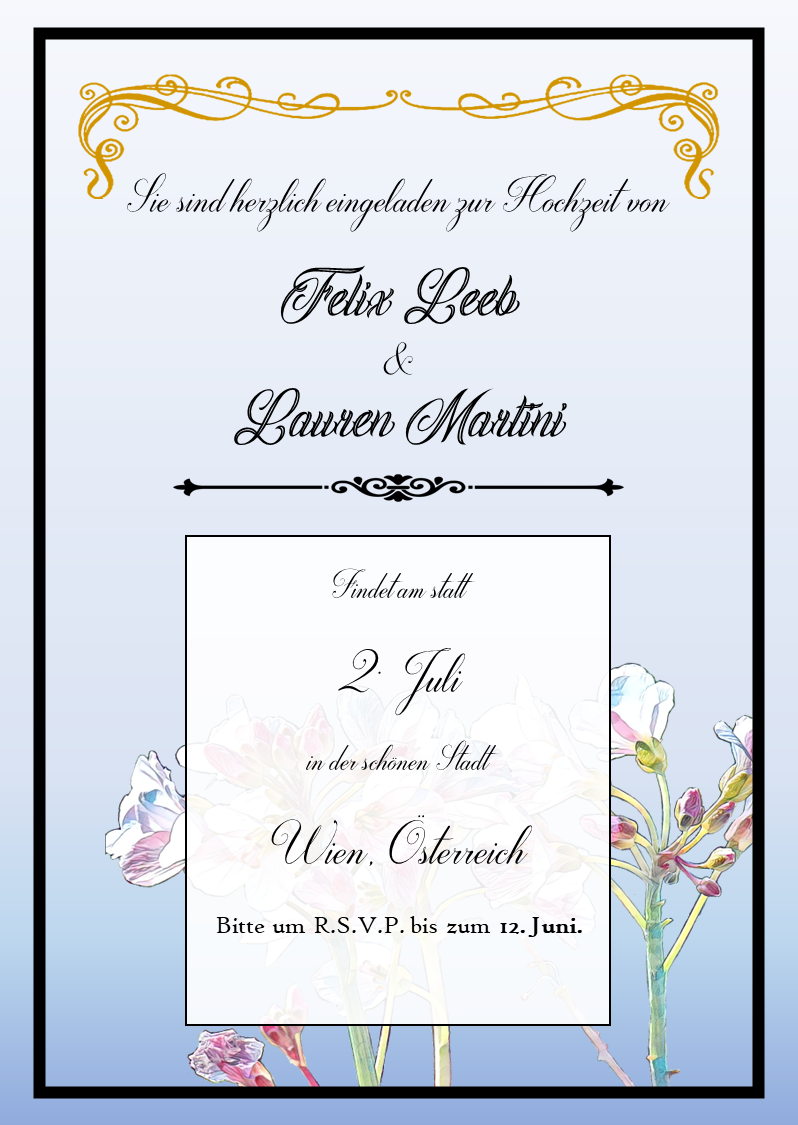 Sie sind herzlich eingeladen zur Hochzeit von
Felix Leeb
&
Lauren Martini
Findet am statt
2. Juli
in der schönen Stadt
Wien, Österreich
Bitte um R.S.V.P. bis zum 12. Juni.